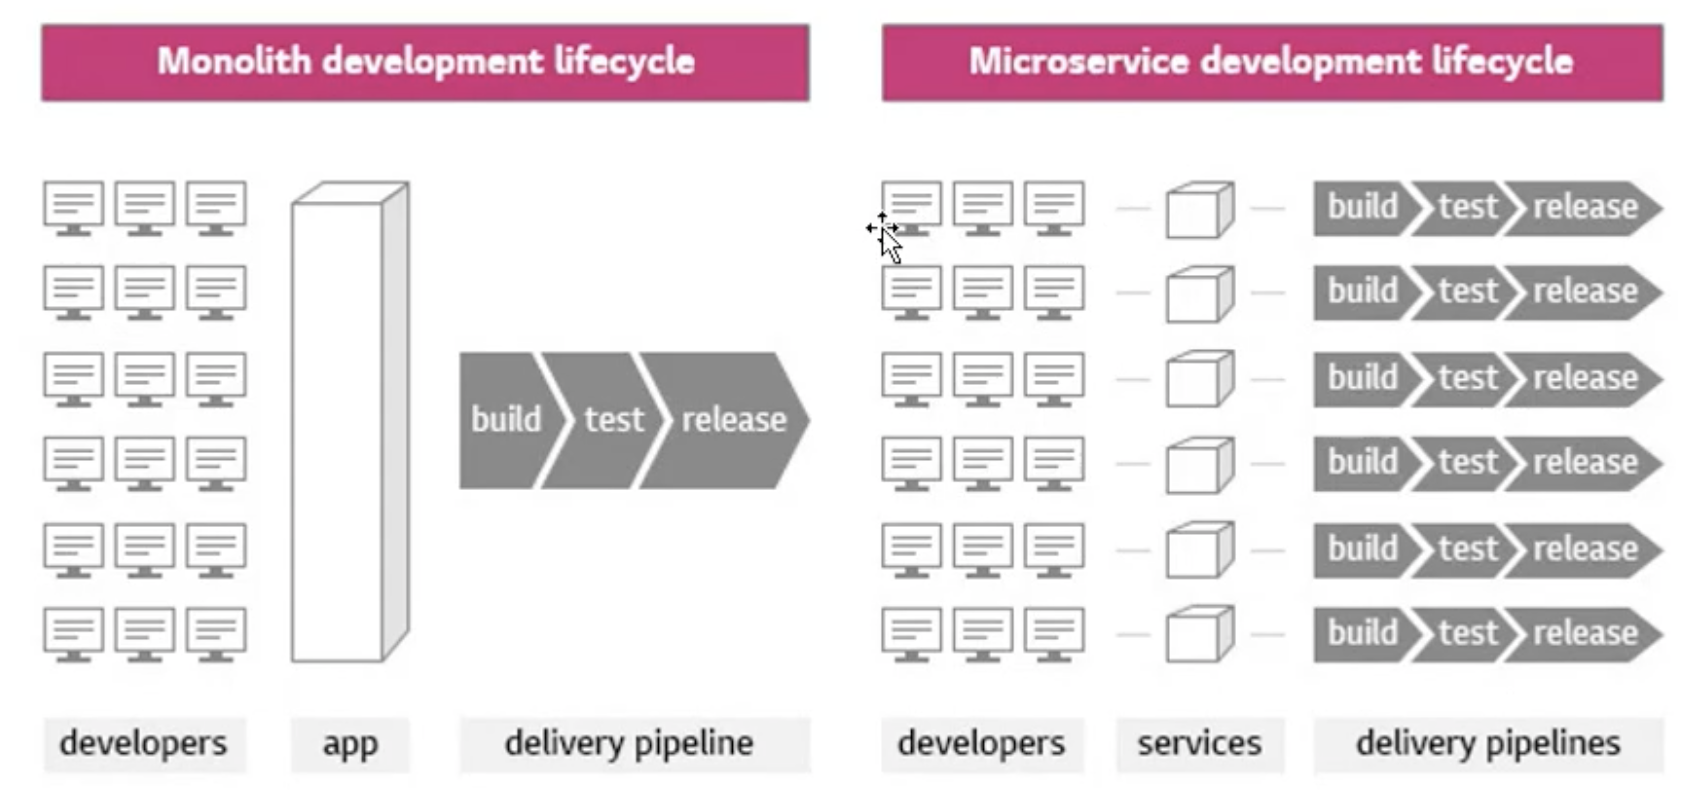 Monolith development lifecycle
build test release
developers app delivery pipeline
Microservice development lifecycle
build test release
build test release
build test release
build test release
build test release
build test release
developers services delivery pipelines